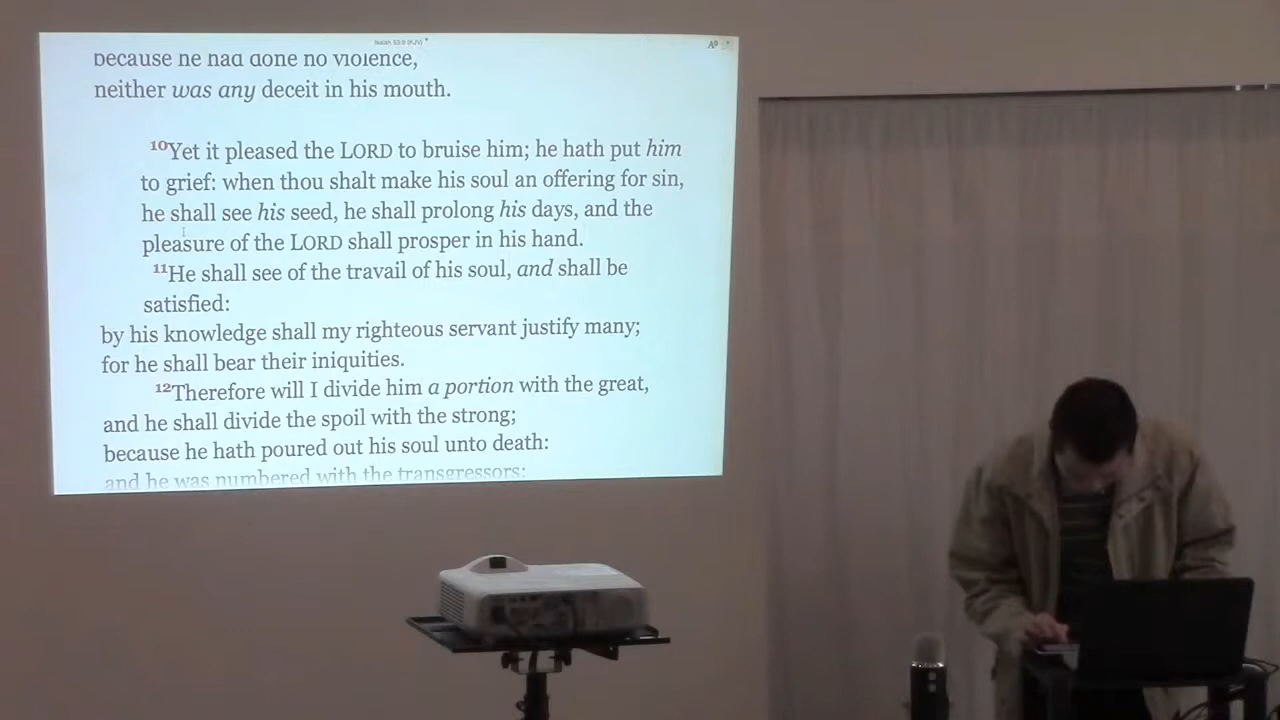 Isaiah 53:9 (KJV)
because he had done no violence,
neither was any deceit in his mouth.
10Yet it pleased the LORD to bruise him; he hath put him
to grief: when thou shalt make his soul an offering for sin,
he shall see his seed, he shall prolong his days, and the
pleasure of the LORD shall prosper in his hand.
11He shall see of the travail of his soul, and shall be
satisfied:
by his knowledge shall my righteous servant justify many;
for he shall bear their iniquities.
12Therefore will I divide him a portion with the great,
and he shall divide the spoil with the strong;
because he hath poured out his soul unto death:
and he was numbered with the transgressors;